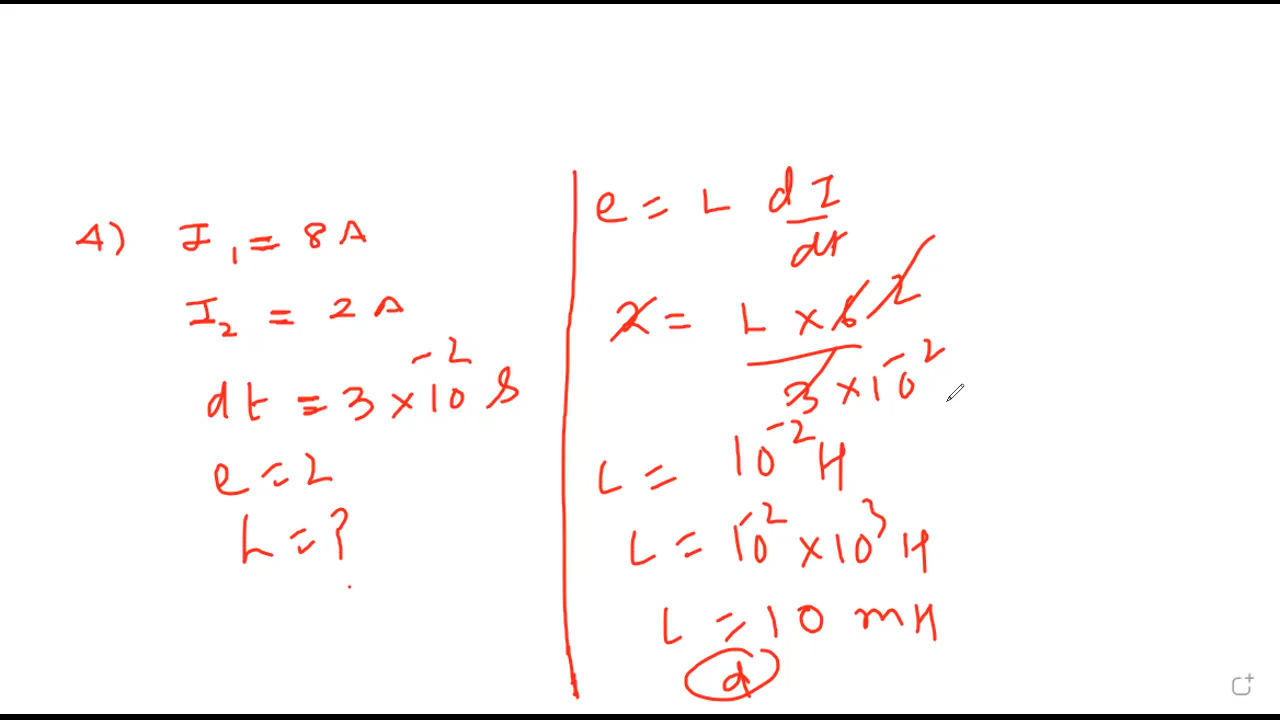 4) I₁ = 8 A
I₂ = 2 A
dt = 3 × 10⁻² s
e = 2
L = ?
e = L dI/dt
2 = L × 6 2 / 3 × 10⁻²
L = 10⁻² H
L = 10⁻² × 10³ H
L = 10 mH
d